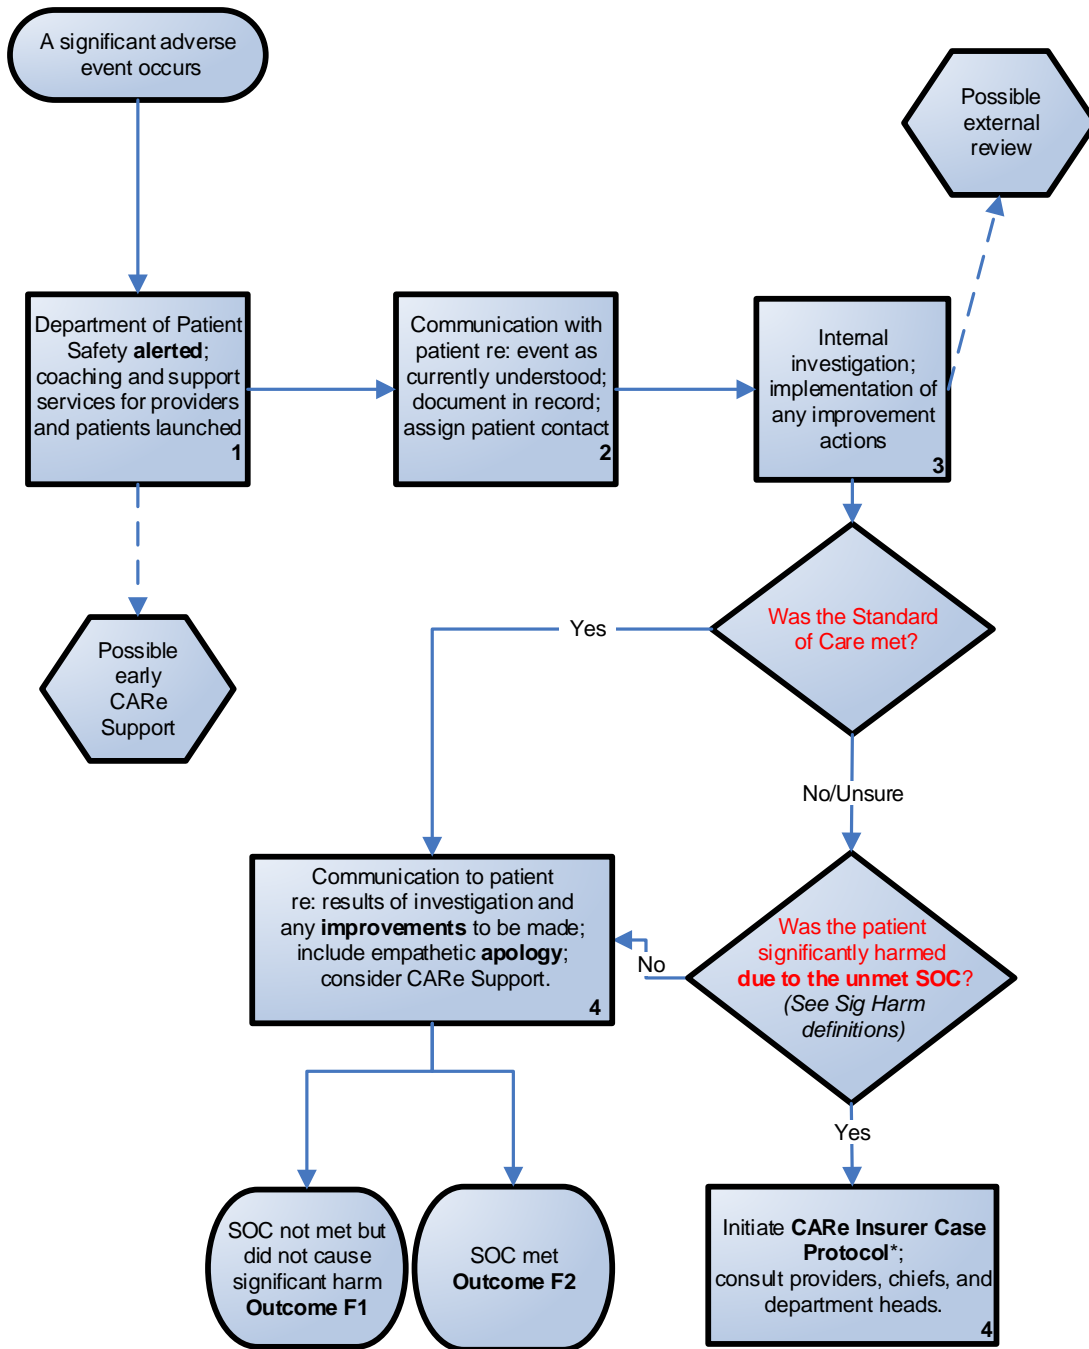 A significant adverse
event occurs
Possible
external
review
Department of Patient
Safety alerted;
coaching and support
services for providers
and patients launched
1
Communication with
patient re: event as
currently understood;
document in record;
assign patient contact
2
Internal
investigation;
implementation of
any improvement
actions
3
Possible
early
CARe
Support
Was the Standard
of Care met?
Yes
No/Unsure
Communication to patient
re: results of investigation and
any improvements to be made;
include empathetic apology;
consider CARe Support.
4
No
Was the patient
significantly harmed
due to the unmet SOC?
(See Sig Harm
definitions)
Yes
SOC not met but
did not cause
significant harm
Outcome F1
SOC met
Outcome F2
Initiate CARe Insurer Case
Protocol*;
consult providers, chiefs, and
department heads.
4